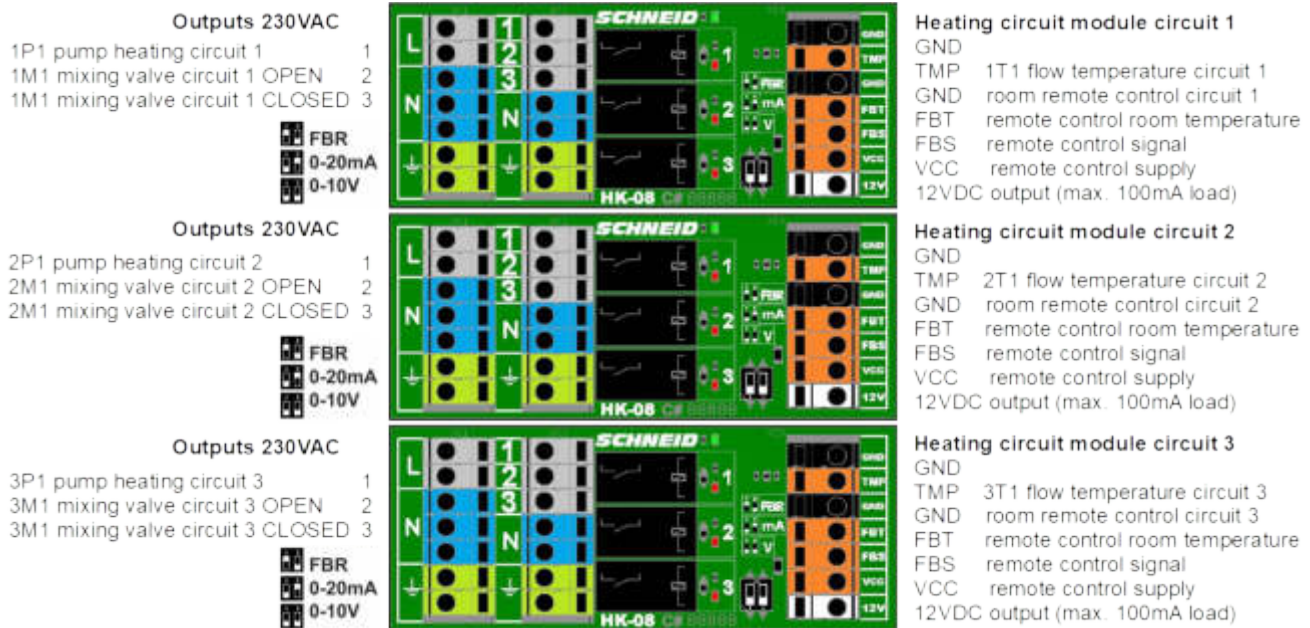 Outputs 230VAC
1P1 pump heating circuit 1 1
1M1 mixing valve circuit 1 OPEN 2
1M1 mixing valve circuit 1 CLOSED 3
FBR
0-20mA
0-10V
SCHNEID
L
N
1
2
3
N
1
2
3
FBR
mA
V
HK-08 C#
GND
TMP
GND
FBT
FBS
VCC
12V
Heating circuit module circuit 1
GND
TMP 1T1 flow temperature circuit 1
GND room remote control circuit 1
FBT remote control room temperature
FBS remote control signal
VCC remote control supply
12VDC output (max. 100mA load)
Outputs 230VAC
2P1 pump heating circuit 2 1
2M1 mixing valve circuit 2 OPEN 2
2M1 mixing valve circuit 2 CLOSED 3
FBR
0-20mA
0-10V
SCHNEID
L
N
1
2
3
N
1
2
3
FBR
mA
V
HK-08 C#
GND
TMP
GND
FBT
FBS
VCC
12V
Heating circuit module circuit 2
GND
TMP 2T1 flow temperature circuit 2
GND room remote control circuit 2
FBT remote control room temperature
FBS remote control signal
VCC remote control supply
12VDC output (max. 100mA load)
Outputs 230VAC
3P1 pump heating circuit 3 1
3M1 mixing valve circuit 3 OPEN 2
3M1 mixing valve circuit 3 CLOSED 3
FBR
0-20mA
0-10V
SCHNEID
L
N
1
2
3
N
1
2
3
FBR
mA
V
HK-08 C#
GND
TMP
GND
FBT
FBS
VCC
12V
Heating circuit module circuit 3
GND
TMP 3T1 flow temperature circuit 3
GND room remote control circuit 3
FBT remote control room temperature
FBS remote control signal
VCC remote control supply
12VDC output (max. 100mA load)